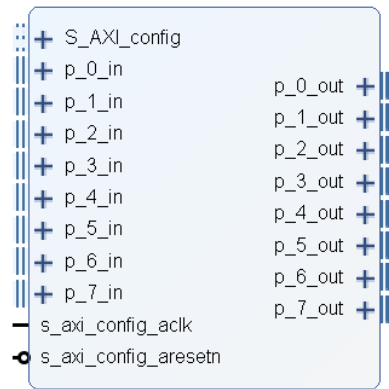 S_AXI_config
p_0_in
p_1_in
p_2_in
p_3_in
p_4_in
p_5_in
p_6_in
p_7_in
s_axi_config_aclk
s_axi_config_aresetn
p_0_out
p_1_out
p_2_out
p_3_out
p_4_out
p_5_out
p_6_out
p_7_out